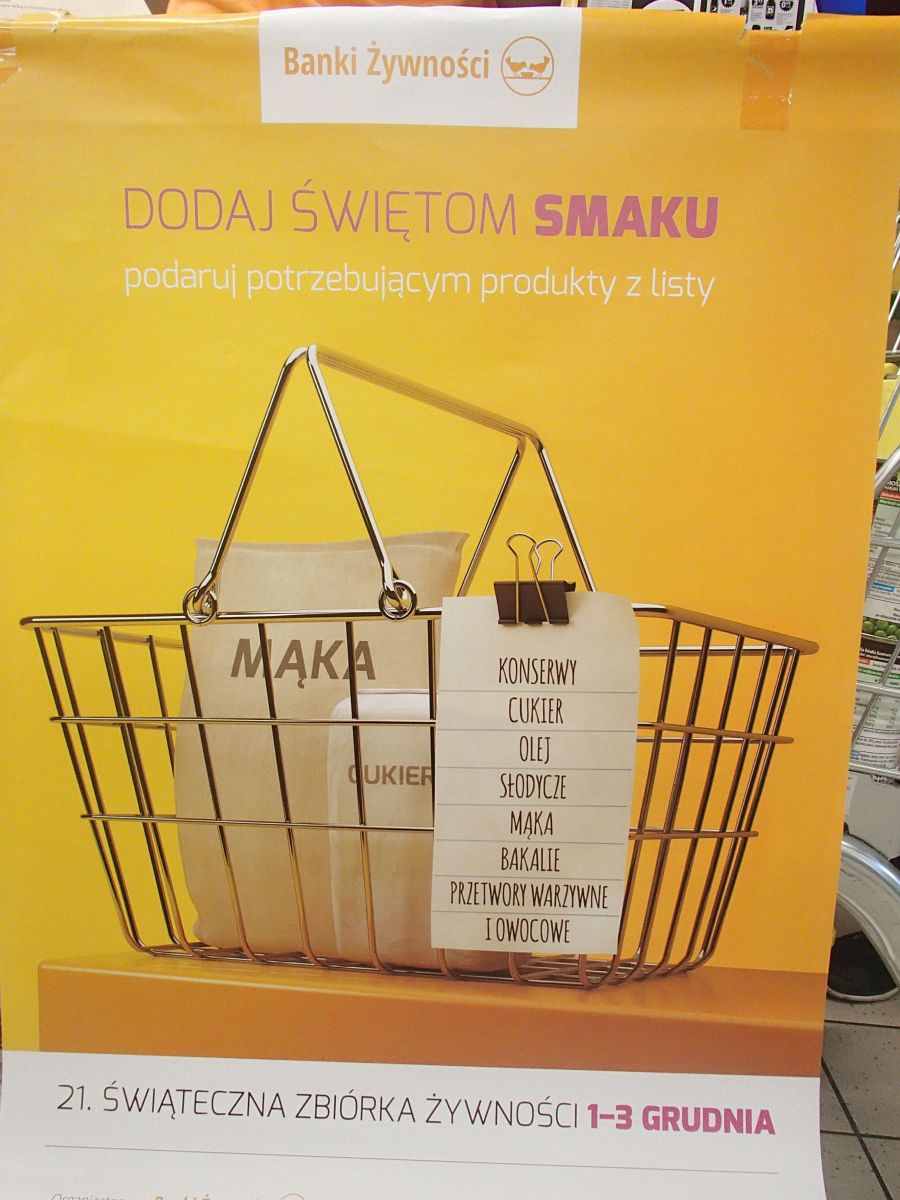 Banki Żywności
DODAJ ŚWIĘTOM SMAKU
podaruj potrzebującym produkty z listy
MĄKA
CUKIER
KONSERWY
CUKIER
OLEJ
SŁODYCZE
MĄKA
BAKALIE
PRZETWORY WARZYWNE
I OWOCOWE
21. ŚWIĄTECZNA ZBIÓRKA ŻYWNOŚCI 1–3 GRUDNIA